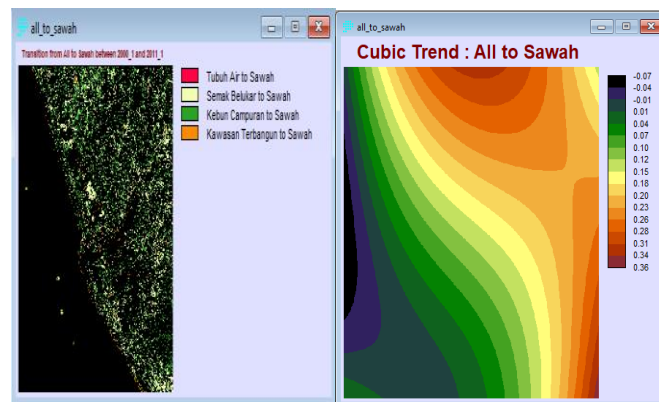 all_to_sawah
Transition from All to Sawah between 2000_1 and 2011_1
Tubuh Air to Sawah
Semak Belukar to Sawah
Kebun Campuran to Sawah
Kawasan Terbangun to Sawah
all_to_sawah
Cubic Trend : All to Sawah
-0.07
-0.04
-0.01
0.01
0.04
0.07
0.10
0.12
0.15
0.18
0.20
0.23
0.26
0.28
0.31
0.34
0.36